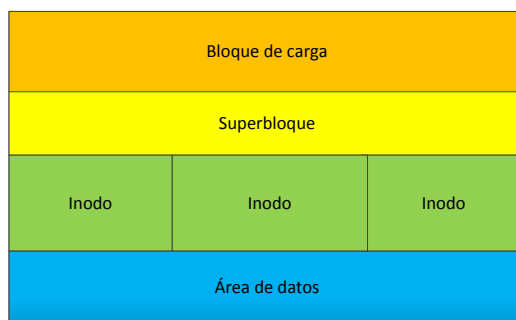 Bloque de carga
Superbloque
Inodo Inodo Inodo
Área de datos